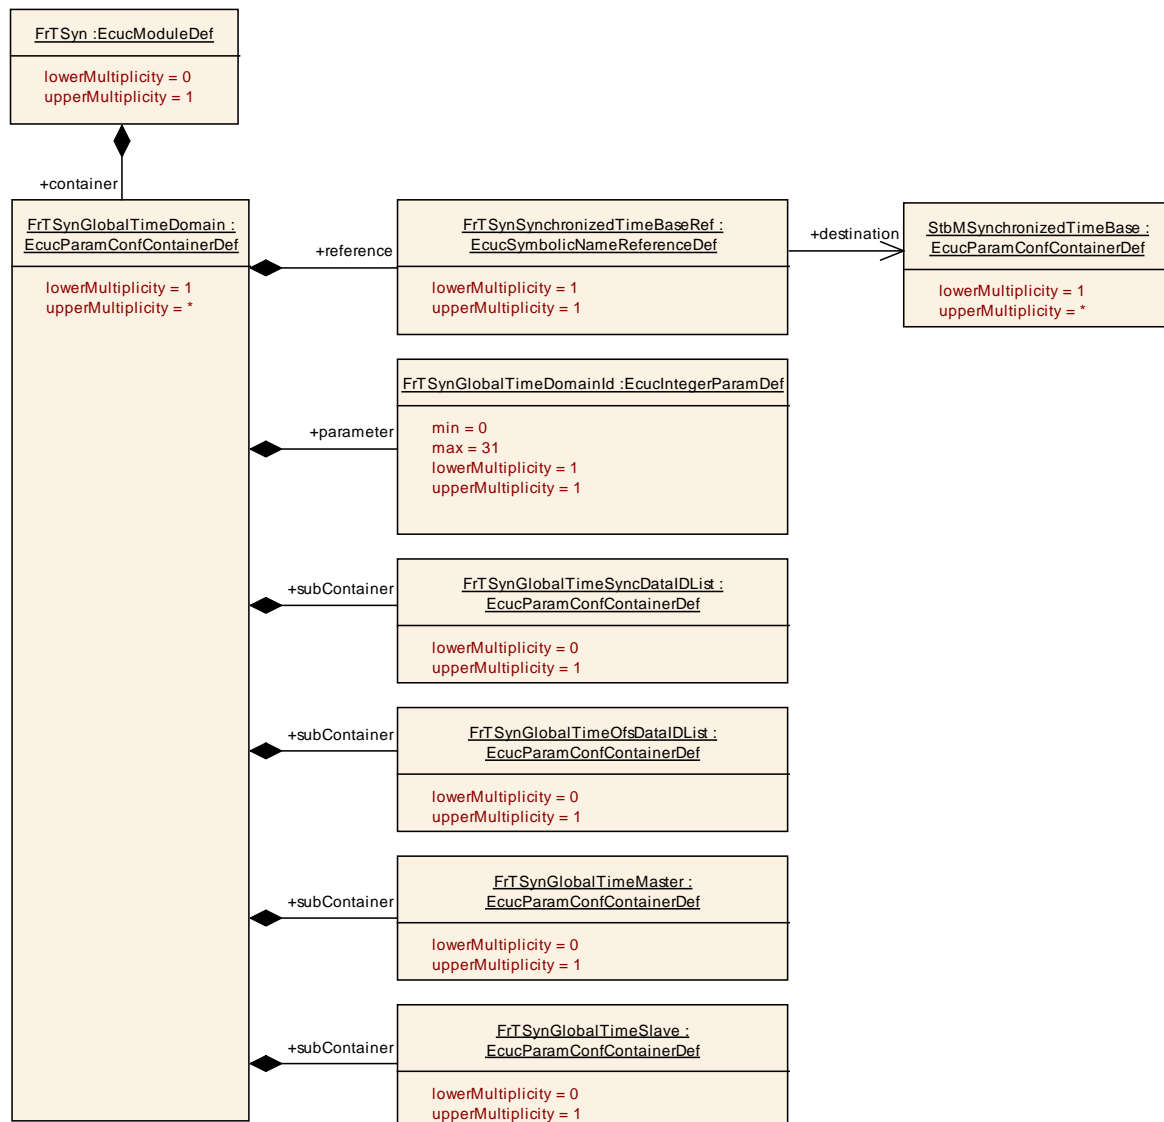 FrTSyn :EcucModuleDef
lowerMultiplicity = 0
upperMultiplicity = 1
+container
FrTSynGlobalTimeDomain :
EcucParamConfContainerDef
lowerMultiplicity = 1
upperMultiplicity = *
+reference
FrTSynSynchronizedTimeBaseRef :
EcucSymbolicNameReferenceDef
lowerMultiplicity = 1
upperMultiplicity = 1
+destination
StbMSynchronizedTimeBase :
EcucParamConfContainerDef
lowerMultiplicity = 1
upperMultiplicity = *
+parameter
FrTSynGlobalTimeDomainId :EcucIntegerParamDef
min = 0
max = 31
lowerMultiplicity = 1
upperMultiplicity = 1
+subContainer
FrTSynGlobalTimeSyncDataIDList :
EcucParamConfContainerDef
lowerMultiplicity = 0
upperMultiplicity = 1
+subContainer
FrTSynGlobalTimeOfsDataIDList :
EcucParamConfContainerDef
lowerMultiplicity = 0
upperMultiplicity = 1
+subContainer
FrTSynGlobalTimeMaster :
EcucParamConfContainerDef
lowerMultiplicity = 0
upperMultiplicity = 1
+subContainer
FrTSynGlobalTimeSlave :
EcucParamConfContainerDef
lowerMultiplicity = 0
upperMultiplicity = 1